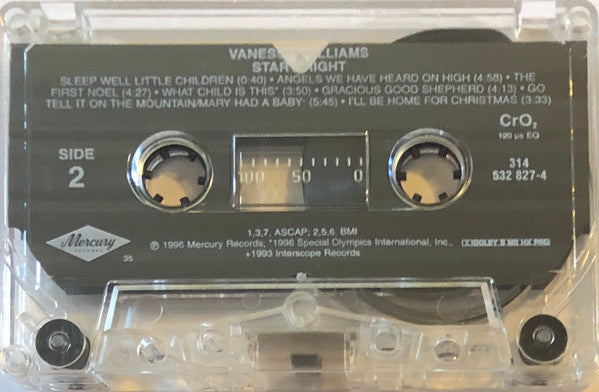 VANESSA WILLIAMS
STAR BRIGHT
SLEEP WELL LITTLE CHILDREN (0:40) • ANGELS WE HAVE HEARD ON HIGH (4:58) • THE
FIRST NOEL (4:27) • WHAT CHILD IS THIS* (3:50) • GRACIOUS GOOD SHEPHERD (4:13) • GO
TELL IT ON THE MOUNTAIN/MARY HAD A BABY+ (5:45) • I'LL BE HOME FOR CHRISTMAS (3:33)
CrO2
120 µs EQ
SIDE
2
100 50 0
314
532 827-4
Mercury
RECORDS
35
1,3,7, ASCAP; 2,5,6, BMI
℗ 1996 Mercury Records; *1996 Special Olympics International, Inc.,
+1993 Interscope Records
DOLBY B NR HX PRO